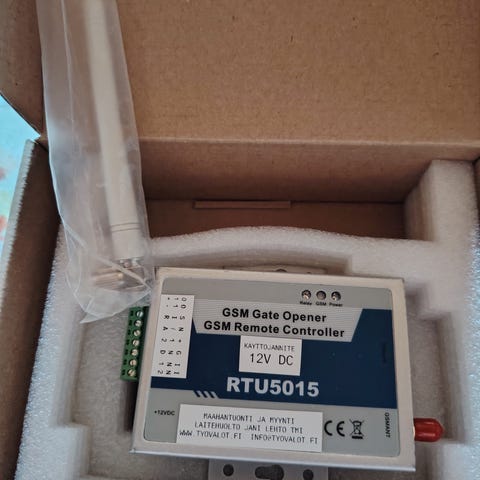 Relay GSM Power
GSM Gate Opener
GSM Remote Controller
KÄYTTÖJÄNNITE
12V DC
RTU5015
+12VDC
MAAHANTUONTI JA MYYNTI
LAITEHUOLTO JANI LEHTO TMI
WWW.TYOVALOT.FI INFO@TYOVALOT.FI
CE
GSMANT